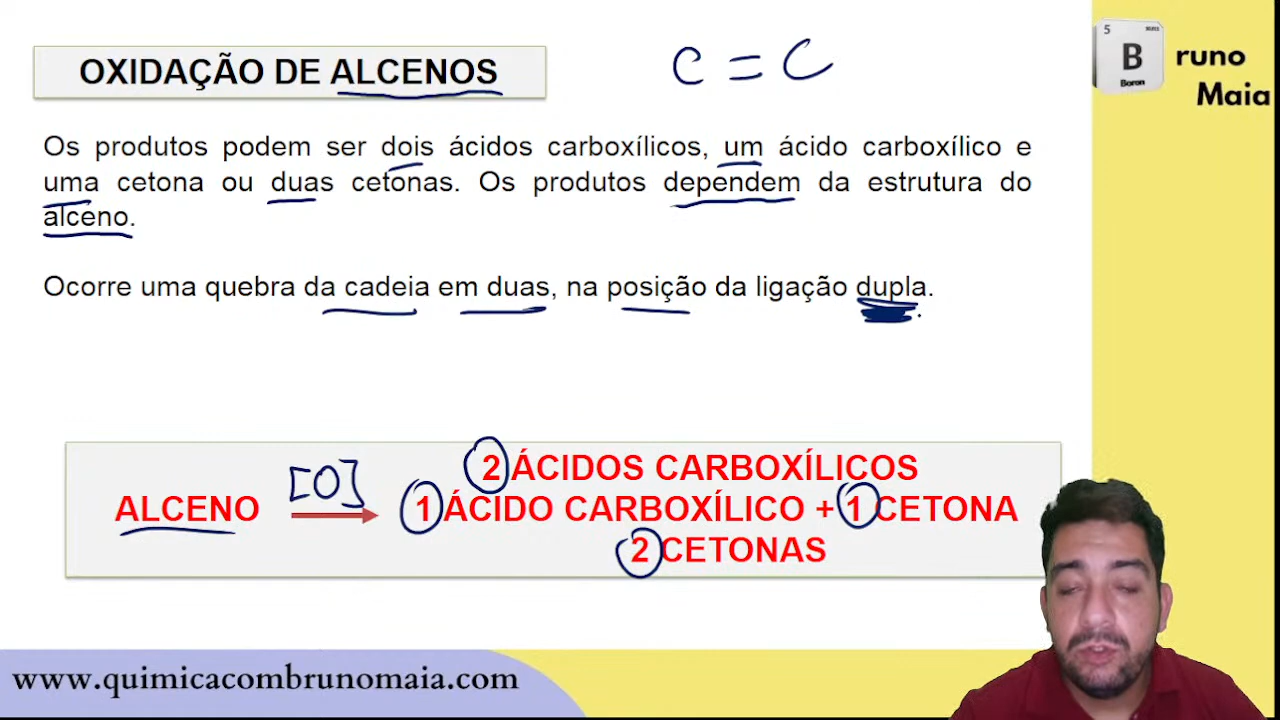 OXIDAÇÃO DE ALCENOS
C = C
5
B
Boron
runo
Maia
Os produtos podem ser dois ácidos carboxílicos, um ácido carboxílico e
uma cetona ou duas cetonas. Os produtos dependem da estrutura do
alceno.
Ocorre uma quebra da cadeia em duas, na posição da ligação dupla.
2 ÁCIDOS CARBOXÍLICOS
[O]
ALCENO
1 ÁCIDO CARBOXÍLICO + 1 CETONA
2 CETONAS
www.quimicacombrunomaia.com